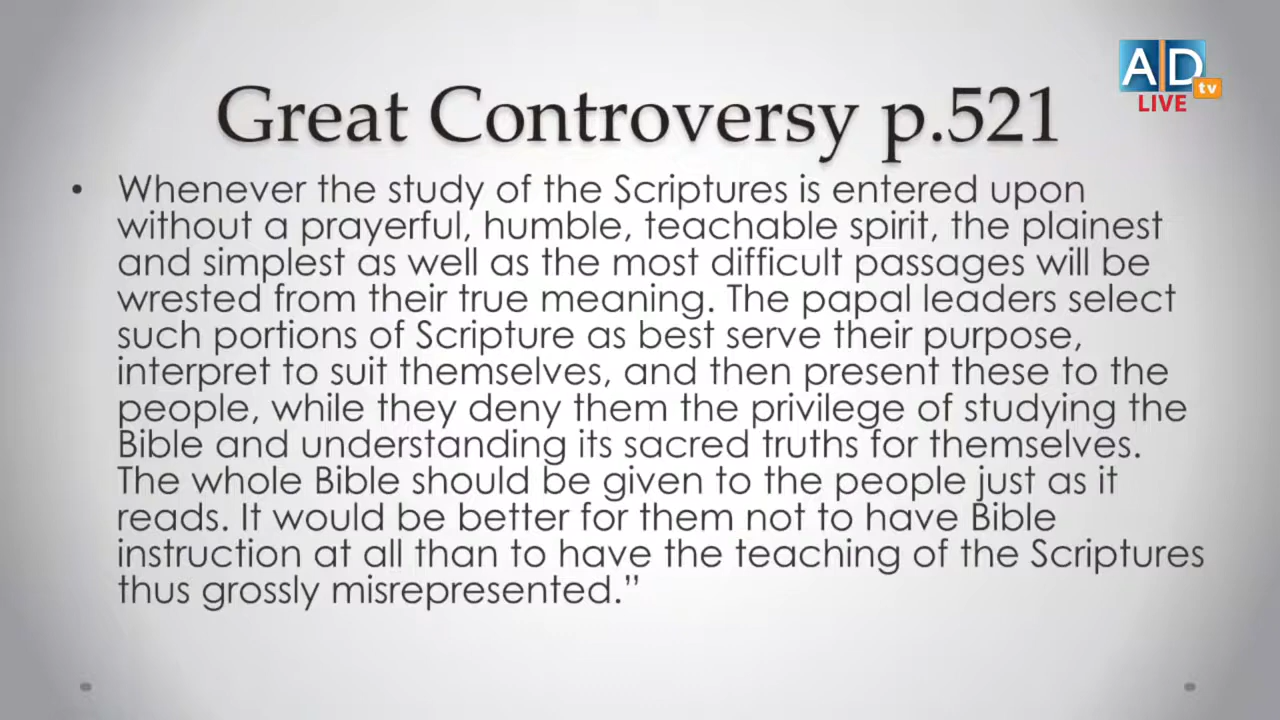 A|D
tv
LIVE
Great Controversy p.521
• Whenever the study of the Scriptures is entered upon
without a prayerful, humble, teachable spirit, the plainest
and simplest as well as the most difficult passages will be
wrested from their true meaning. The papal leaders select
such portions of Scripture as best serve their purpose,
interpret to suit themselves, and then present these to the
people, while they deny them the privilege of studying the
Bible and understanding its sacred truths for themselves.
The whole Bible should be given to the people just as it
reads. It would be better for them not to have Bible
instruction at all than to have the teaching of the Scriptures
thus grossly misrepresented.”